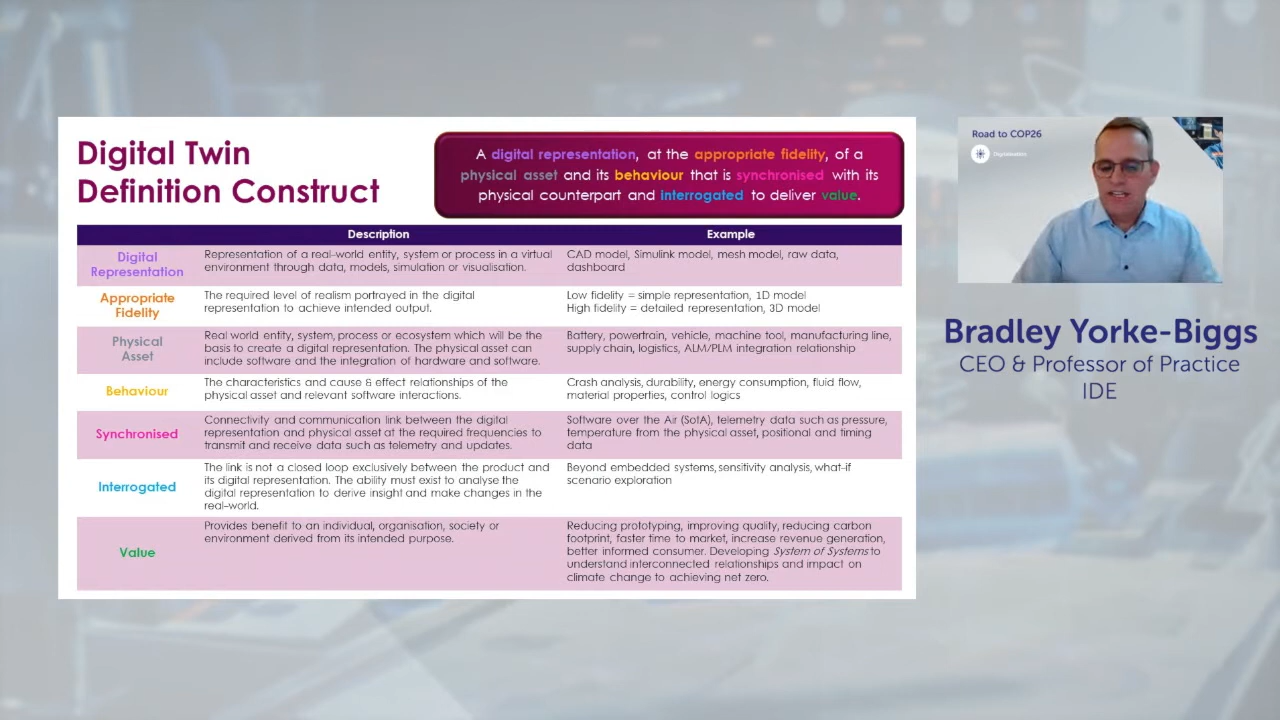 Digital Twin
Definition Construct
A digital representation, at the appropriate fidelity, of a
physical asset and its behaviour that is synchronised with its
physical counterpart and interrogated to deliver value.
Description
Example
Digital
Representation
Representation of a real-world entity, system or process in a virtual
environment through data, models, simulation or visualisation.
CAD model, Simulink model, mesh model, raw data,
dashboard
Appropriate
Fidelity
The required level of realism portrayed in the digital
representation to achieve intended output.
Low fidelity = simple representation, 1D model
High fidelity = detailed representation, 3D model
Physical
Asset
Real world entity, system, process or ecosystem which will be the
basis to create a digital representation. The physical asset can
include software and the integration of hardware and software.
Battery, powertrain, vehicle, machine tool, manufacturing line,
supply chain, logistics, ALM/PLM integration relationship
Behaviour
The characteristics and cause & effect relationships of the
physical asset and relevant software interactions.
Crash analysis, durability, energy consumption, fluid flow,
material properties, control logics
Synchronised
Connectivity and communication link between the digital
representation and physical asset at the required frequencies to
transmit and receive data such as telemetry and updates.
Software over the Air (SotA), telemetry data such as pressure,
temperature from the physical asset, positional and timing
data
Interrogated
The link is not a closed loop exclusively between the product and
its digital representation. The ability must exist to analyse the
digital representation to derive insight and make changes in the
real-world.
Beyond embedded systems, sensitivity analysis, what-if
scenario exploration
Value
Provides benefit to an individual, organisation, society or
environment derived from its intended purpose.
Reducing prototyping, improving quality, reducing carbon
footprint, faster time to market, increase revenue generation,
better informed consumer. Developing System of Systems to
understand interconnected relationships and impact on
climate change to achieving net zero.
Road to COP26
Digitalisation
Bradley Yorke-Biggs
CEO & Professor of Practice
IDE